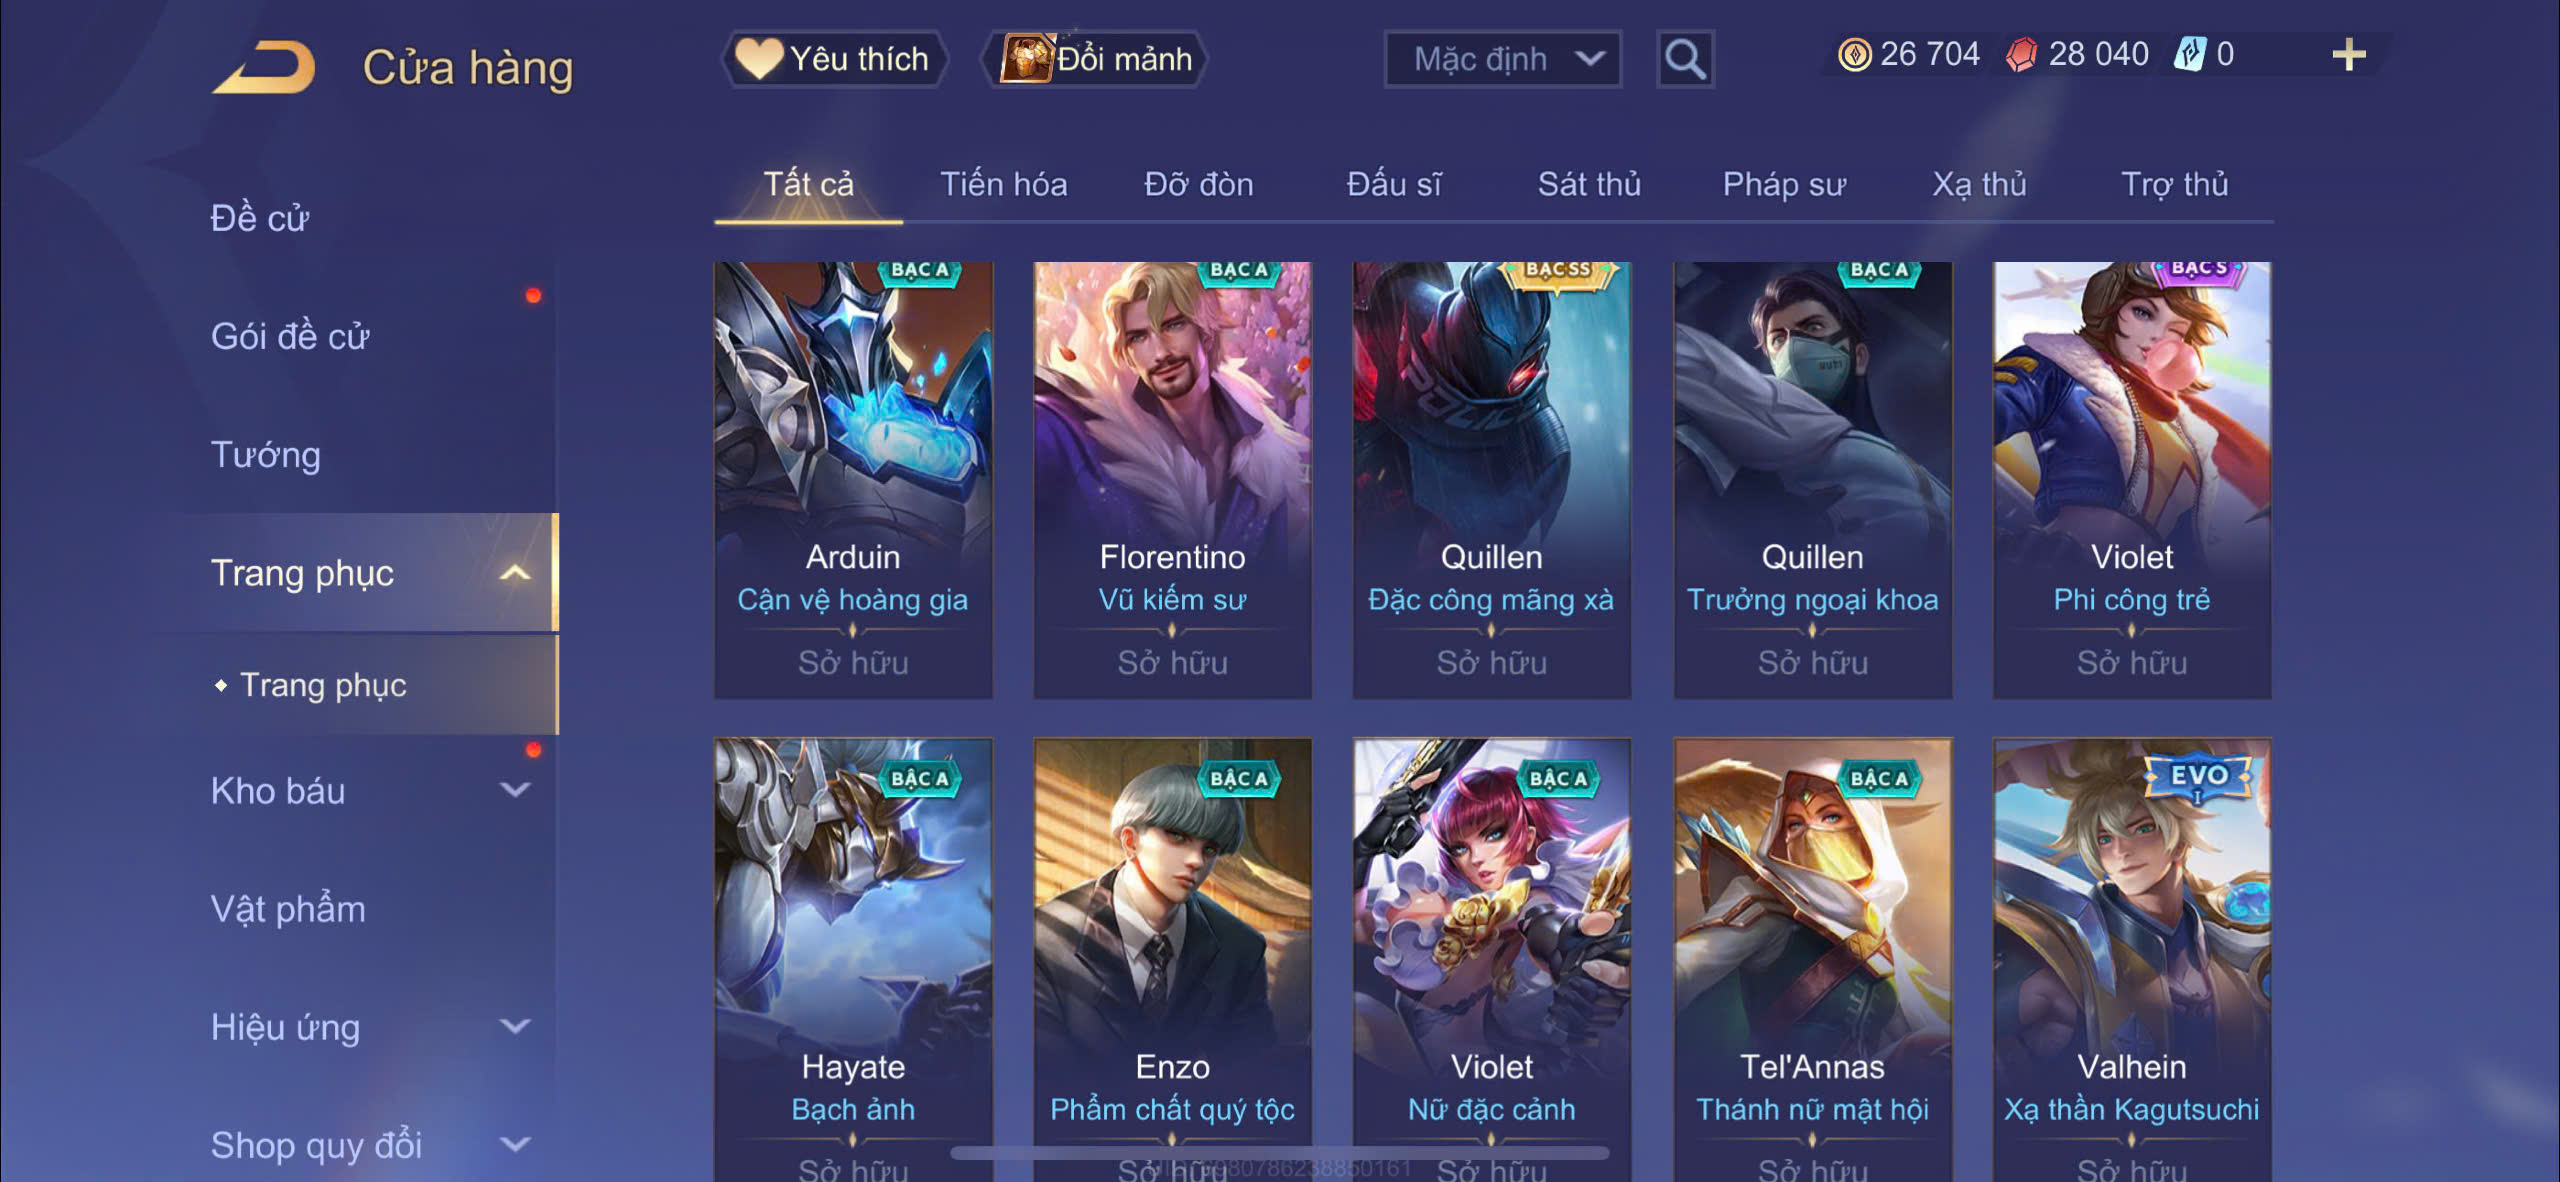 Cửa hàng
Yêu thích
Đổi mảnh
Mặc định
26 704
28 040
0
Tất cả
Tiến hóa
Đỡ đòn
Đấu sĩ
Sát thủ
Pháp sư
Xạ thủ
Trợ thủ
Đề cử
Gói đề cử
Tướng
Trang phục
Trang phục
Kho báu
Vật phẩm
Hiệu ứng
Shop quy đổi
BẬC A
Arduin
Cận vệ hoàng gia
Sở hữu
BẬC A
Florentino
Vũ kiếm sư
Sở hữu
BẬC SS
POLICE
Quillen
Đặc công mãng xà
Sở hữu
BẬC A
Quillen
Trưởng ngoại khoa
Sở hữu
BẬC S
Violet
Phi công trẻ
Sở hữu
BẬC A
Hayate
Bạch ảnh
Sở hữu
BẬC A
Enzo
Phẩm chất quý tộc
Sở hữu
BẬC A
Violet
Nữ đặc cảnh
Sở hữu
BẬC A
Tel'Annas
Thánh nữ mật hội
Sở hữu
EVO
I
Valhein
Xạ thần Kagutsuchi
Sở hữu